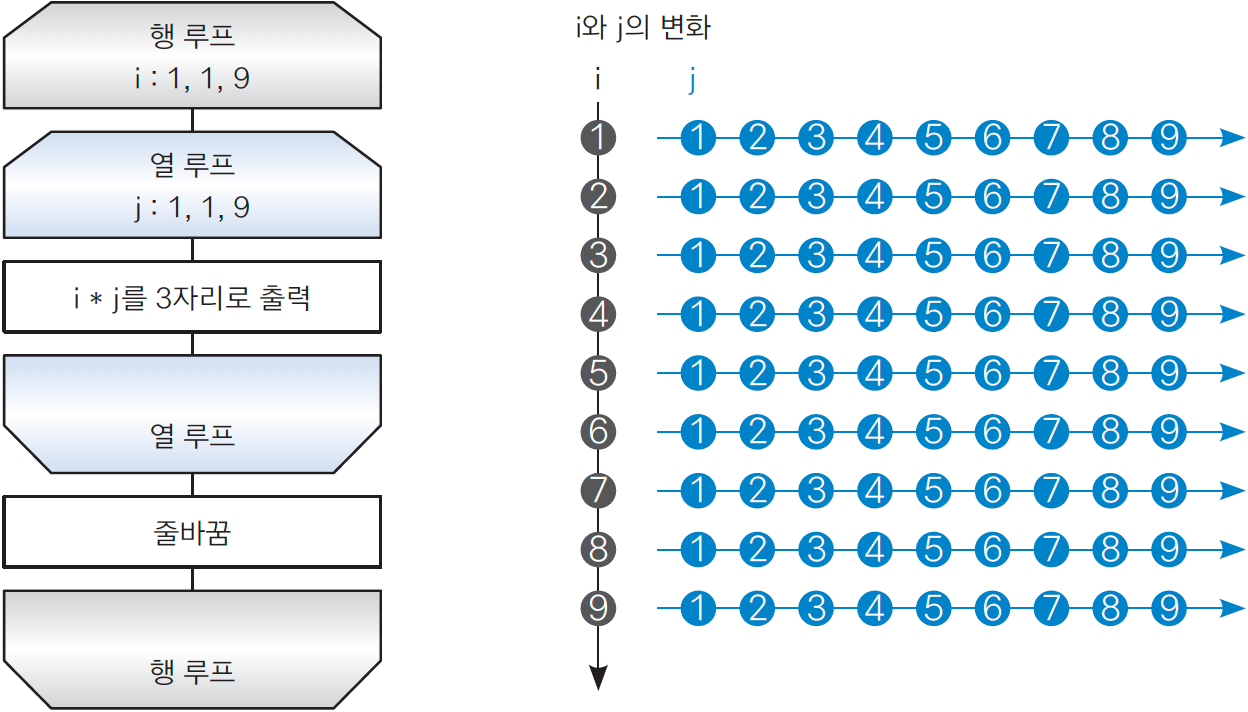 행 루프
i : 1, 1, 9
열 루프
j : 1, 1, 9
i * j를 3자리로 출력
열 루프
줄바꿈
행 루프
i와 j의 변화
i j
1 1 2 3 4 5 6 7 8 9
2 1 2 3 4 5 6 7 8 9
3 1 2 3 4 5 6 7 8 9
4 1 2 3 4 5 6 7 8 9
5 1 2 3 4 5 6 7 8 9
6 1 2 3 4 5 6 7 8 9
7 1 2 3 4 5 6 7 8 9
8 1 2 3 4 5 6 7 8 9
9 1 2 3 4 5 6 7 8 9